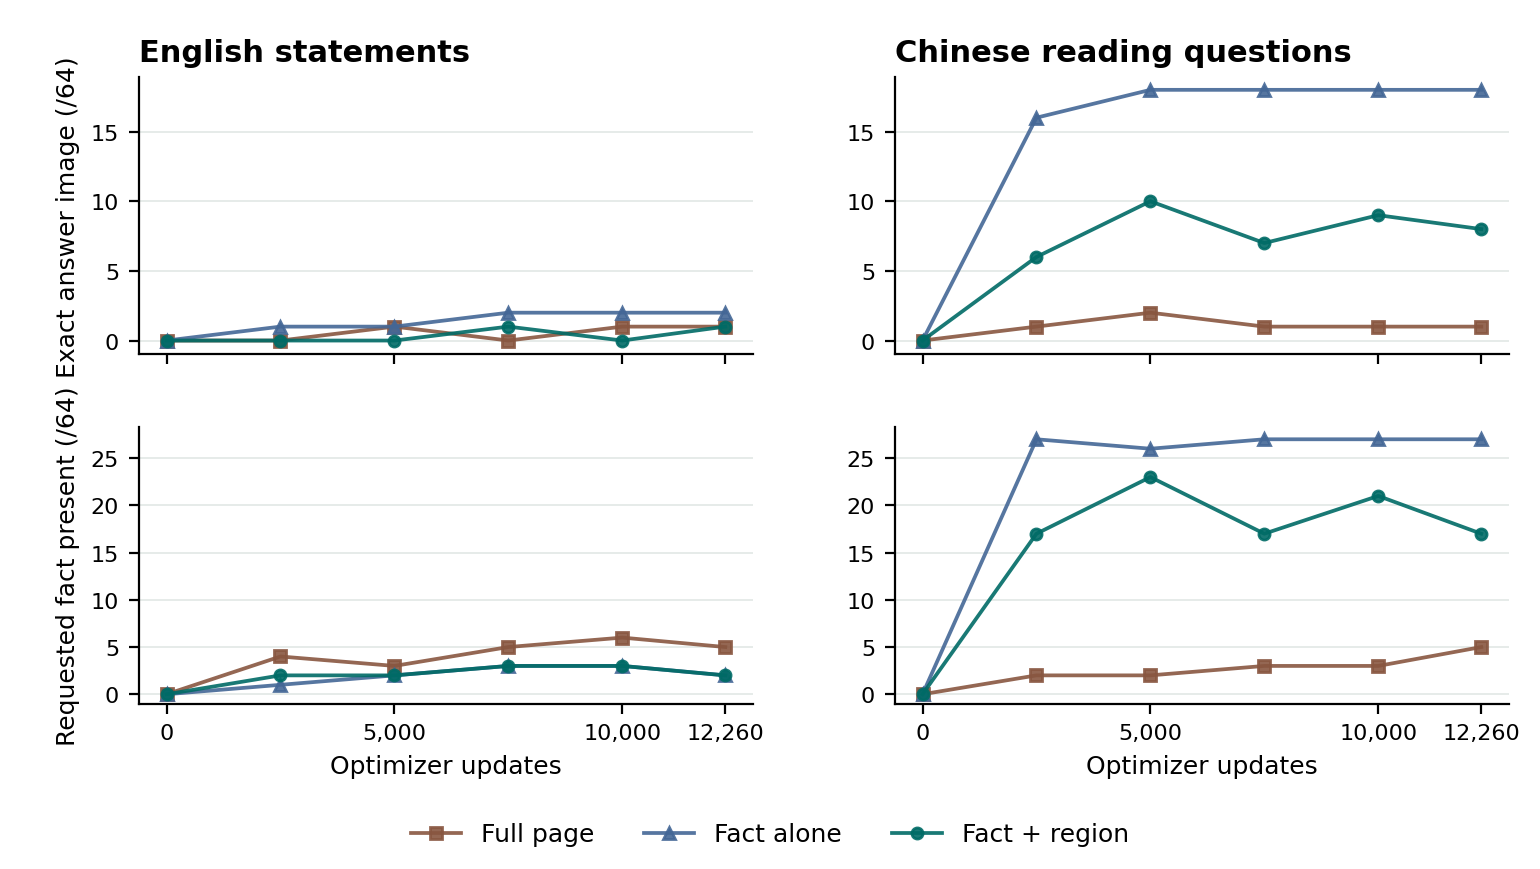 English statements
Chinese reading questions
Exact answer image (/64)
15
10
5
0
15
10
5
0
Requested fact present (/64)
25
20
15
10
5
0
25
20
15
10
5
0
0 5,000 10,000 12,260
0 5,000 10,000 12,260
Optimizer updates
Optimizer updates
Full page
Fact alone
Fact + region